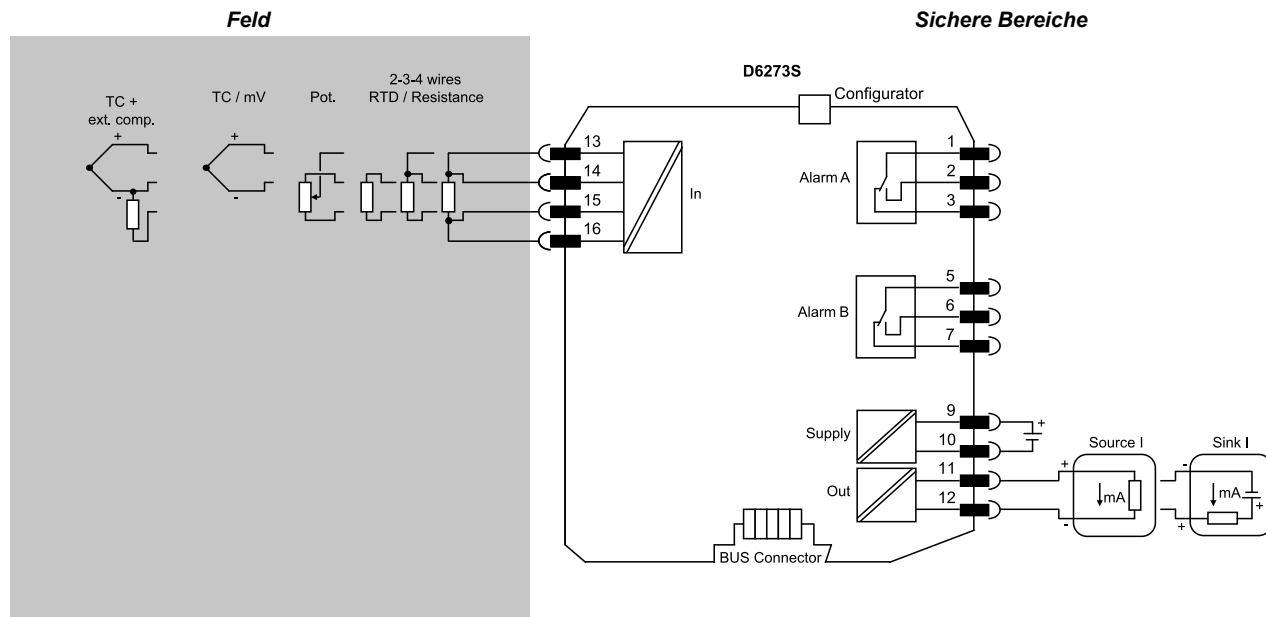 Feld
Sichere Bereiche
D6273S
Configurator
TC +
ext. comp.
+
-
TC / mV
+
-
Pot.
2-3-4 wires
RTD / Resistance
13
14
15
16
In
Alarm A
1
2
3
Alarm B
5
6
7
Supply
9
10
+
Out
11
12
Source I
+
mA
-
Sink I
-
mA
+
+
BUS Connector